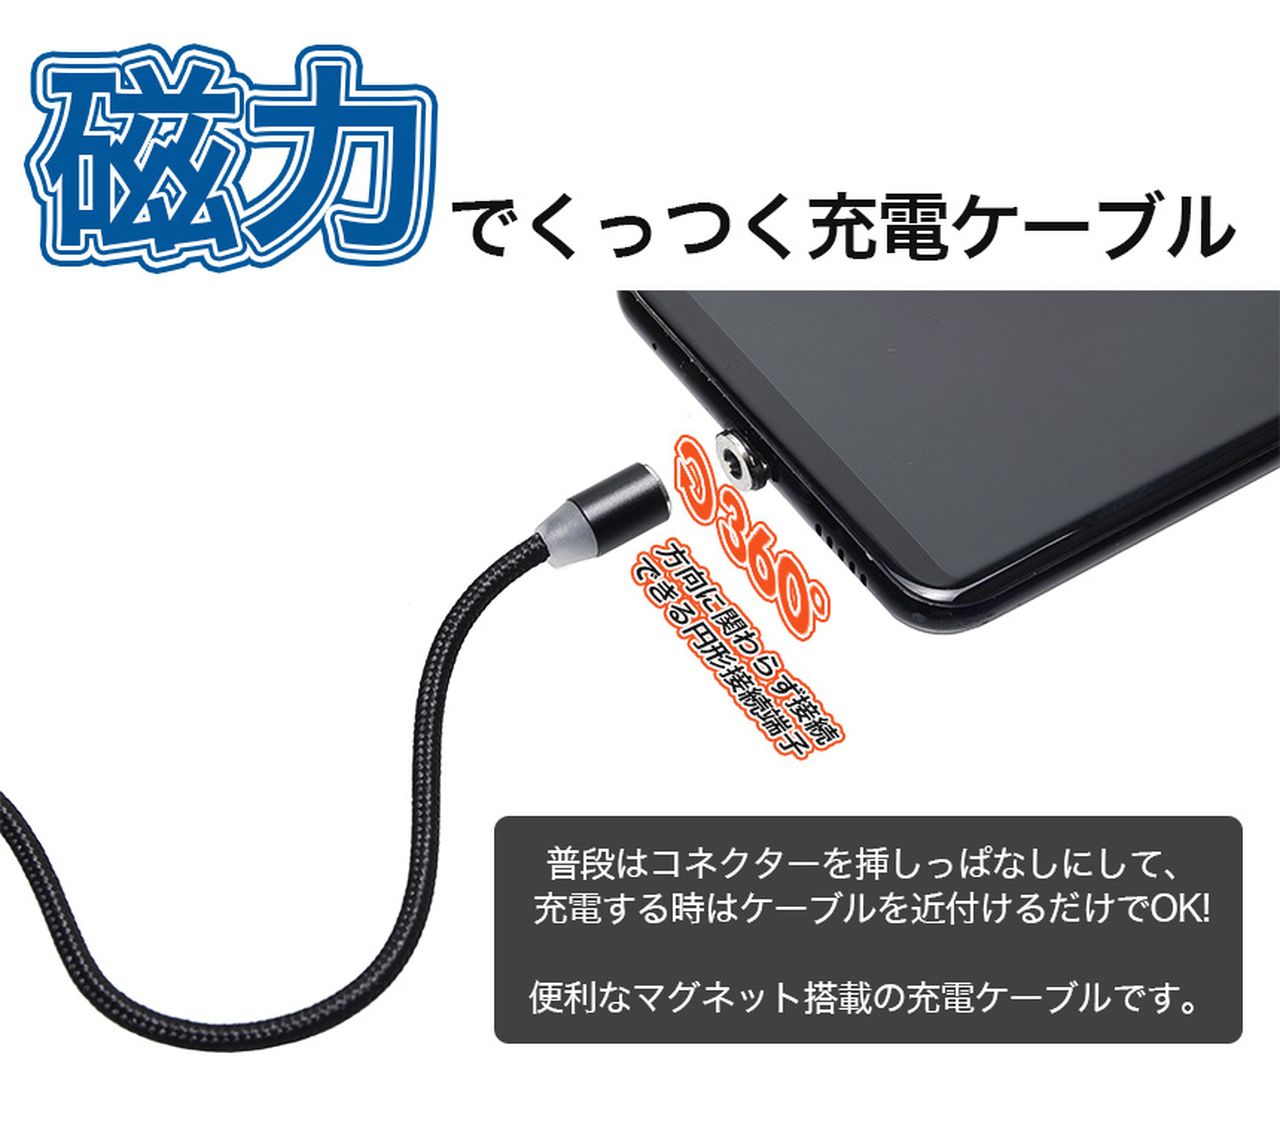 磁力でくっつく充電ケーブル
360°
方向に関わらず接続
できる円形接続端子
普段はコネクターを挿しっぱなしにして、
充電する時はケーブルを近付けるだけでOK!
便利なマグネット搭載の充電ケーブルです。